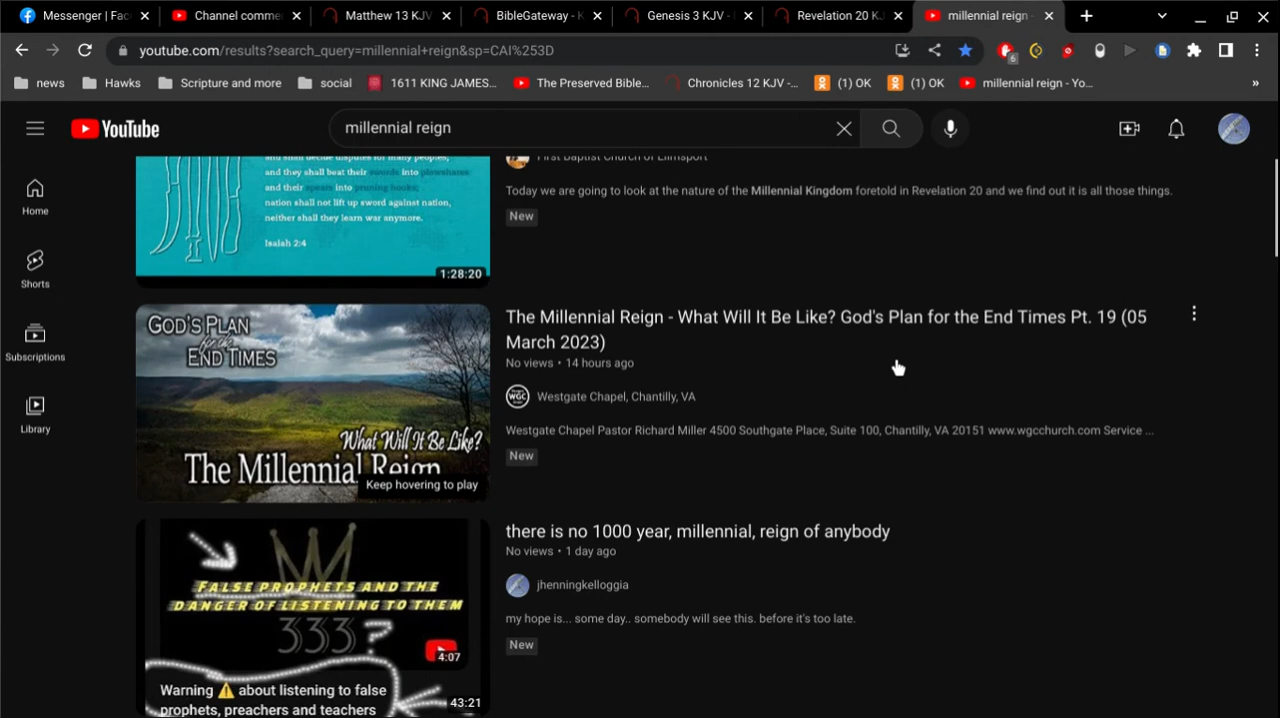 Messenger | Fac
Channel comme
Matthew 13 KJV
BibleGateway - K
Genesis 3 KJV -
Revelation 20 KJ
millennial reign -
youtube.com/results?search_query=millennial+reign&sp=CAI%253D
6
news
Hawks
Scripture and more
social
1611 KING JAMES...
The Preserved Bible...
Chronicles 12 KJV -...
(1) OK
(1) OK
millennial reign - Yo...
»
YouTube
millennial reign
Home
Shorts
Subscriptions
Library
and shall decide disputes for many peoples;
and they shall beat their swords into plowshares
and their spears into pruning hooks;
nation shall not lift up sword against nation,
neither shall they learn war anymore.
Isaiah 2:4
1:28:20
First Baptist Church of Elimsport
Today we are going to look at the nature of the Millennial Kingdom foretold in Revelation 20 and we find out it is all those things.
New
GOD'S PLAN
for the
END TIMES
What Will It Be Like?
The Millennial Reign
Keep hovering to play
The Millennial Reign - What Will It Be Like? God's Plan for the End Times Pt. 19 (05
March 2023)
No views • 14 hours ago
Westgate Chapel, Chantilly, VA
Westgate Chapel Pastor Richard Miller 4500 Southgate Place, Suite 100, Chantilly, VA 20151 www.wgcchurch.com Service ...
New
FALSE PROPHETS AND THE
DANGER OF LISTENING TO THEM
333?
4:07
Warning ⚠️ about listening to false
prophets, preachers and teachers
43:21
there is no 1000 year, millennial, reign of anybody
No views • 1 day ago
jhenningkelloggia
my hope is... some day.. somebody will see this. before it's too late.
New